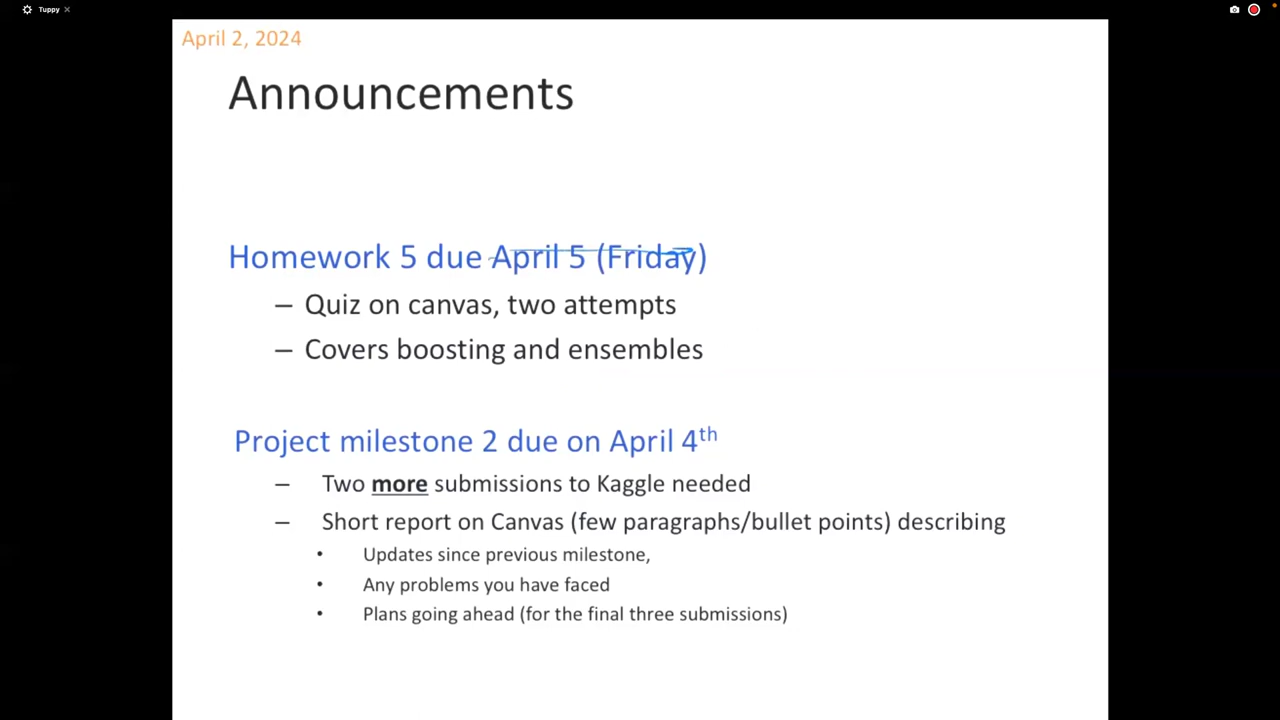 Tuppy
April 2, 2024
Announcements
Homework 5 due April 5 (Friday)
– Quiz on canvas, two attempts
– Covers boosting and ensembles
Project milestone 2 due on April 4th
– Two more submissions to Kaggle needed
– Short report on Canvas (few paragraphs/bullet points) describing
• Updates since previous milestone,
• Any problems you have faced
• Plans going ahead (for the final three submissions)